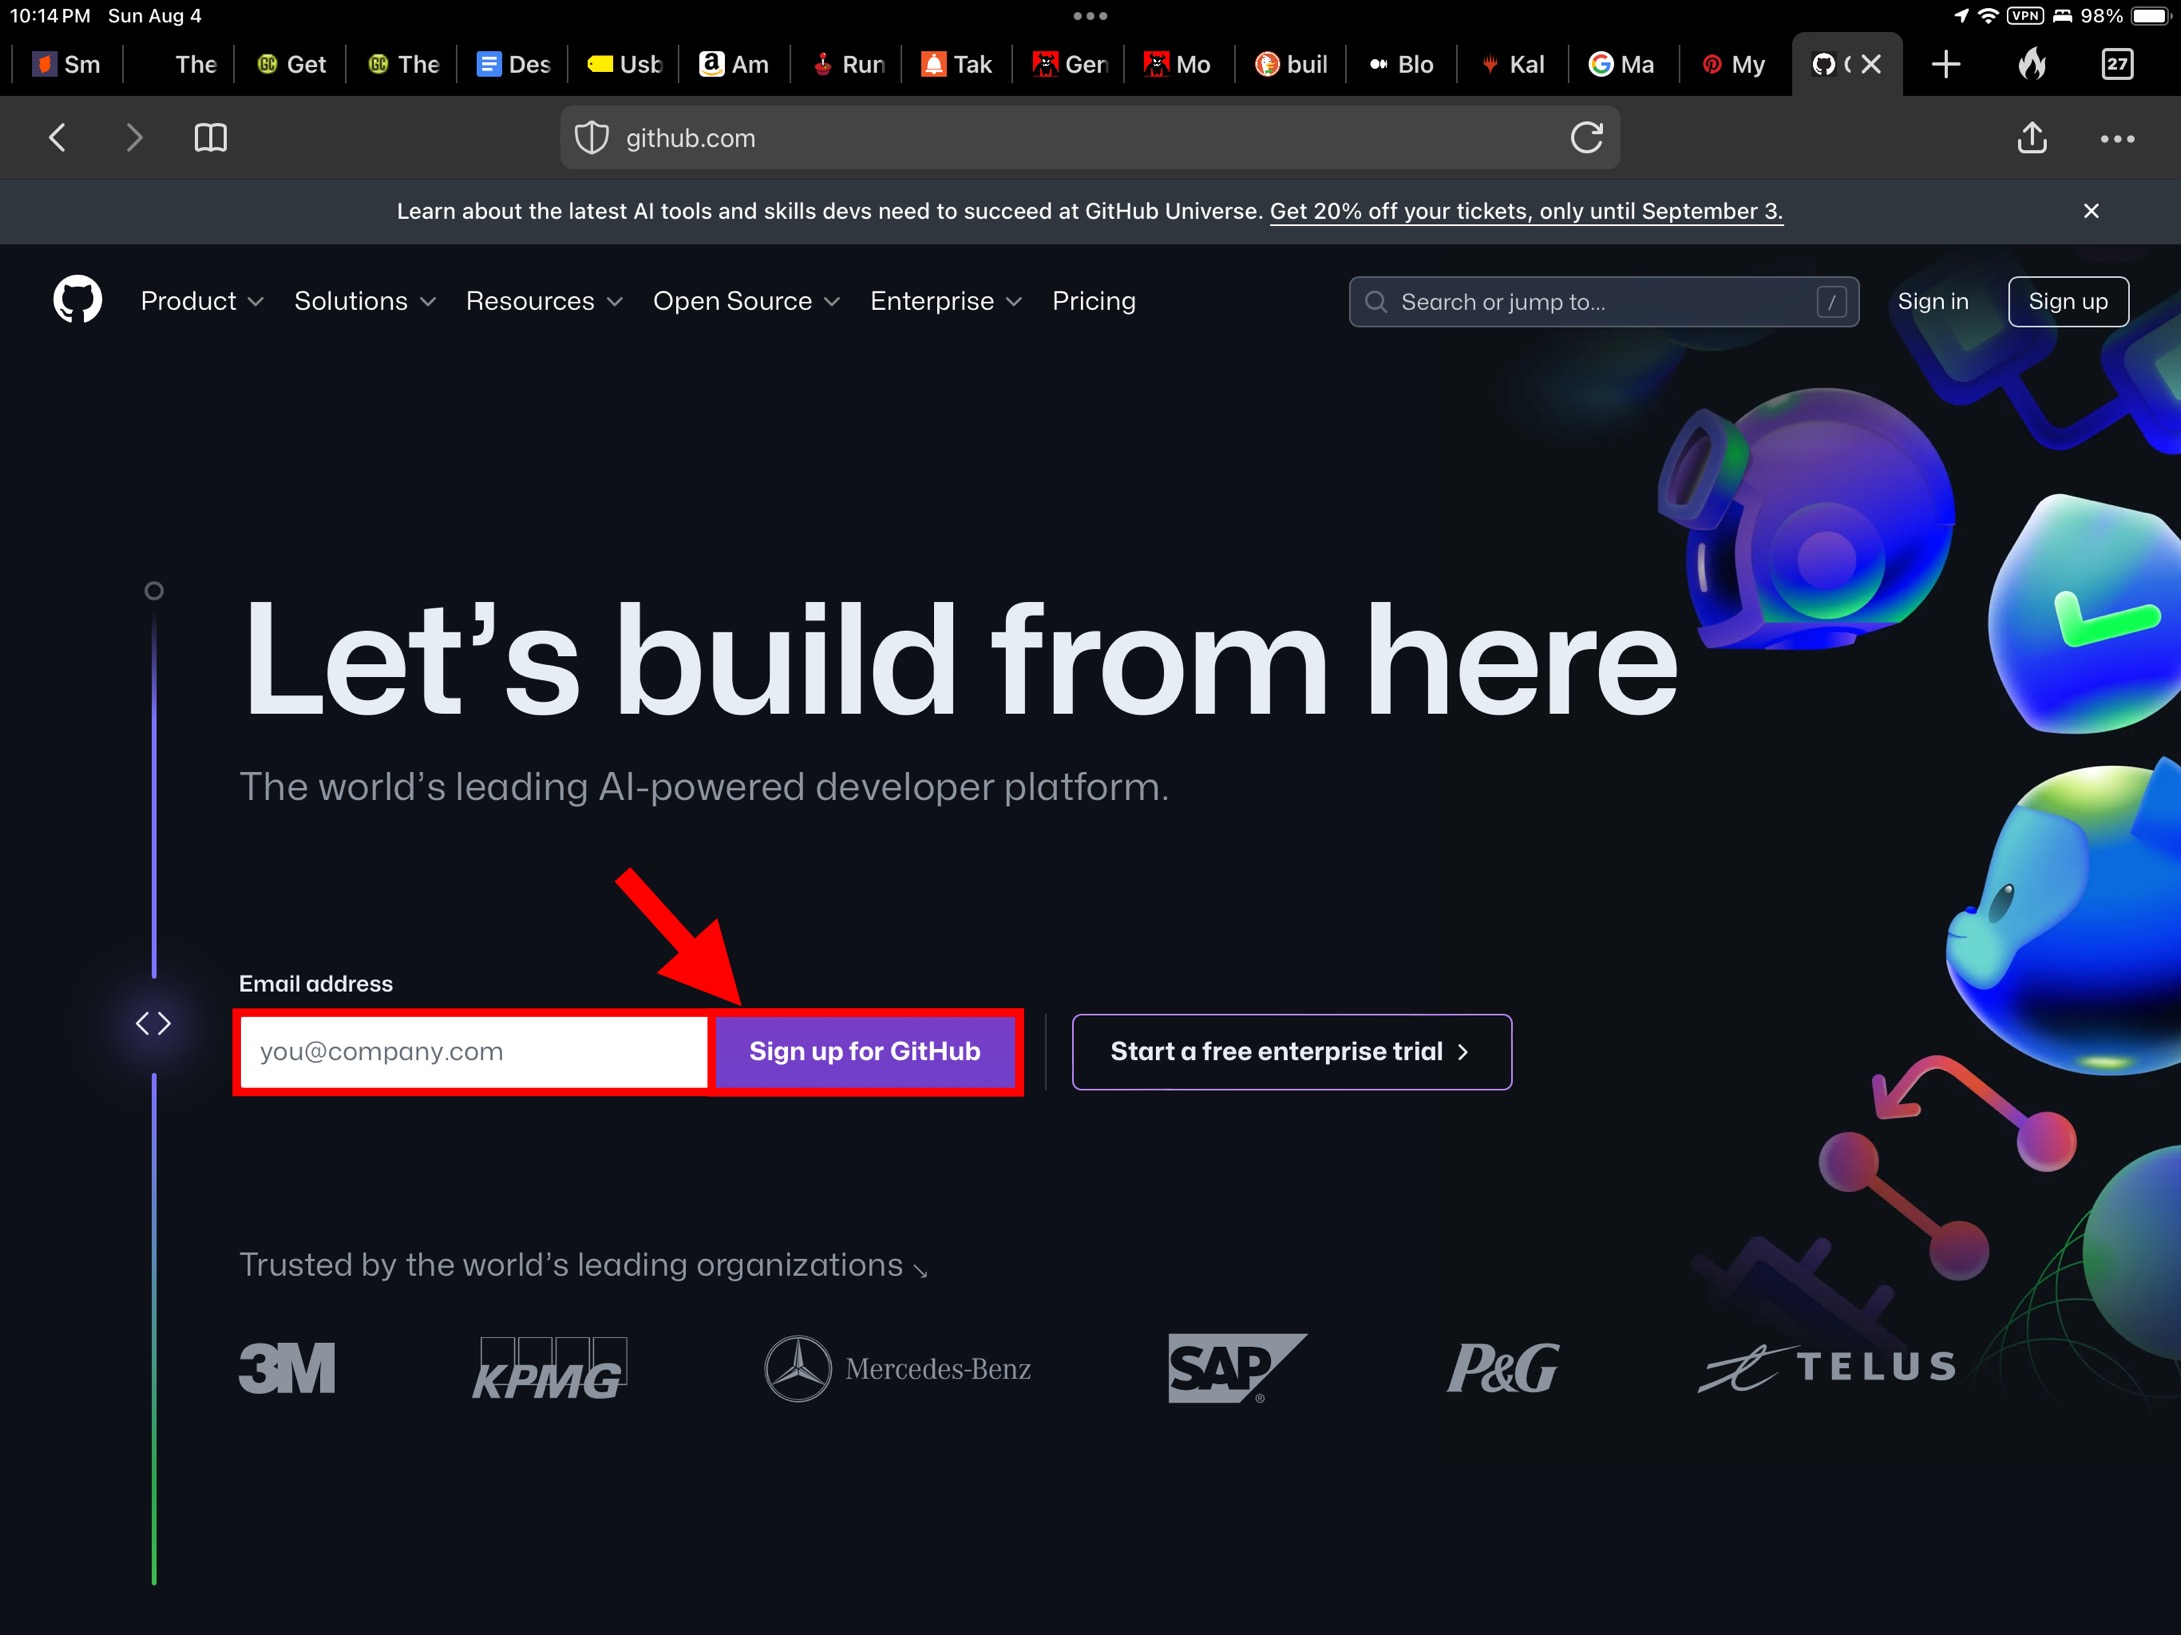 10:14 PM Sun Aug 4
VPN 98%
Sm The Get The Des Usb Am Run Tak Ger Mo buil Blo Kal Ma My 27
github.com
Learn about the latest AI tools and skills devs need to succeed at GitHub Universe. Get 20% off your tickets, only until September 3.
Product Solutions Resources Open Source Enterprise Pricing Search or jump to... / Sign in Sign up
Let’s build from here
The world’s leading AI-powered developer platform.
Email address
you@company.com Sign up for GitHub Start a free enterprise trial
Trusted by the world’s leading organizations
3M KPMG Mercedes-Benz SAP® P&G TELUS